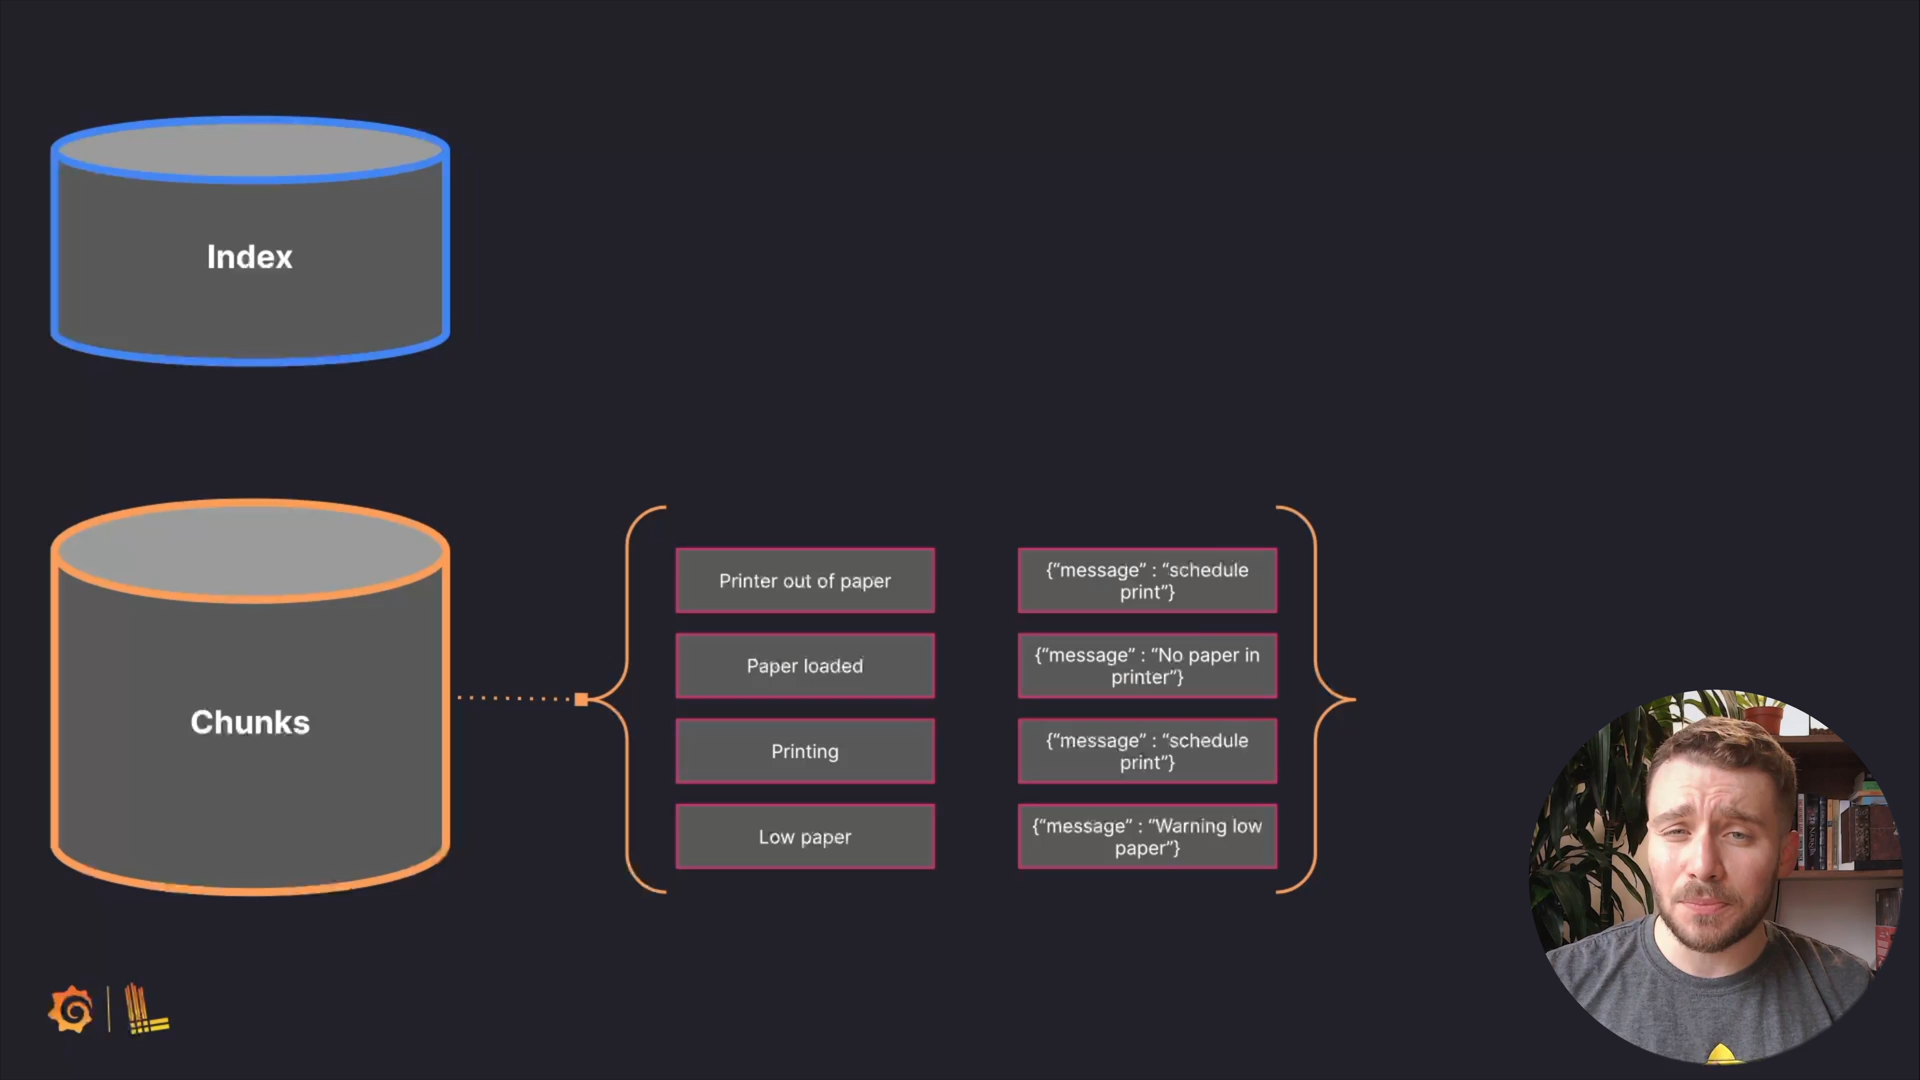 Index
Chunks
Printer out of paper
{“message” : “schedule
print”}
Paper loaded
{“message” : “No paper in
printer”}
Printing
{“message” : “schedule
print”}
Low paper
{“message” : “Warning low
paper”}